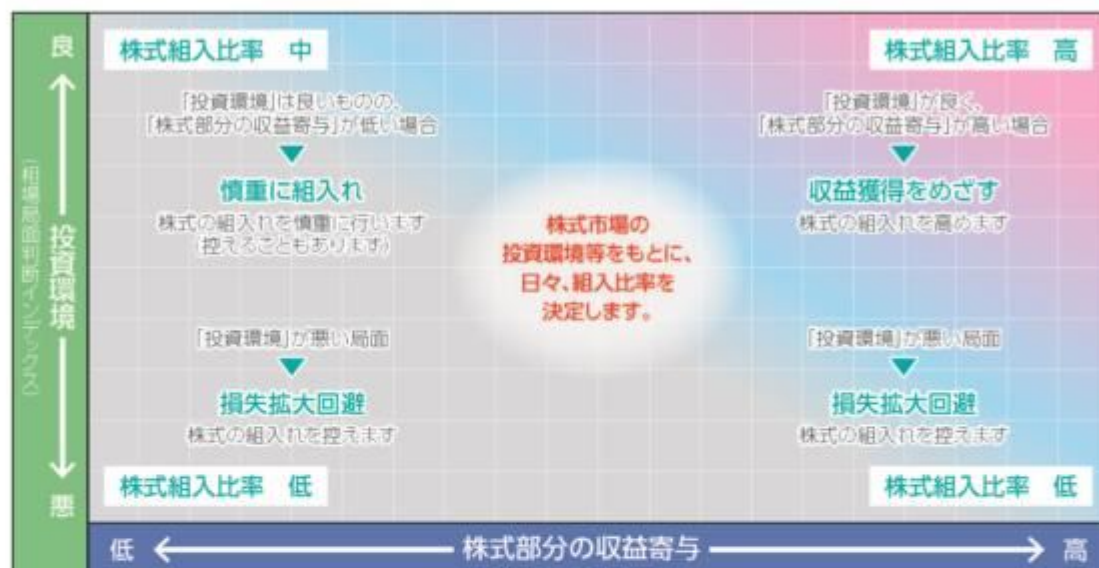 良
投資環境
(相場局面判断インデックス)
悪
株式組入比率 中
「投資環境」は良いものの、
「株式部分の収益寄与」が低い場合
慎重に組入れ
株式の組入れを慎重に行います
(控えることもあります)
株式組入比率 高
「投資環境」が良く、
「株式部分の収益寄与」が高い場合
収益獲得をめざす
株式の組入れを高めます
株式市場の
投資環境等をもとに、
日々、組入比率を
決定します。
「投資環境」が悪い局面
損失拡大回避
株式の組入れを控えます
株式組入比率 低
「投資環境」が悪い局面
損失拡大回避
株式の組入れを控えます
株式組入比率 低
低 株式部分の収益寄与 高